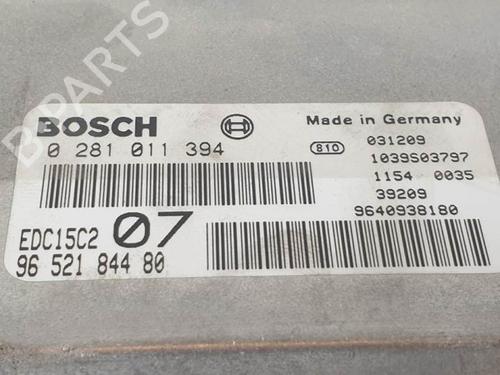 B-PARTS
BOSCH
0 281 011 394
EDC15C2 07
96 521 844 80
Made in Germany
810 031209
1039S03797
1154 0035
39209
9640938180